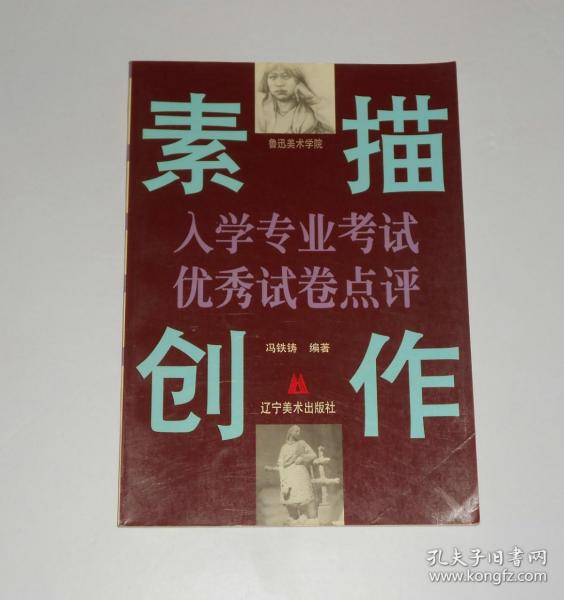 素描
鲁迅美术学院
入学专业考试
优秀试卷点评
冯铁铸 编著
创作
辽宁美术出版社
孔夫子旧书网
www.kongfz.com